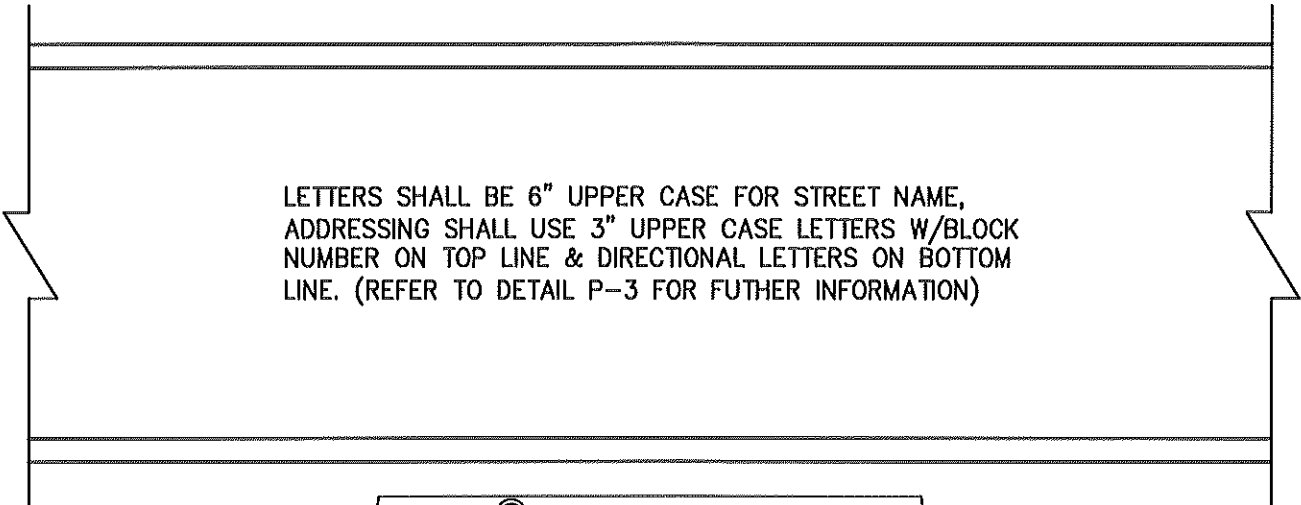 LETTERS SHALL BE 6" UPPER CASE FOR STREET NAME,
ADDRESSING SHALL USE 3" UPPER CASE LETTERS W/BLOCK
NUMBER ON TOP LINE & DIRECTIONAL LETTERS ON BOTTOM
LINE. (REFER TO DETAIL P-3 FOR FUTHER INFORMATION)